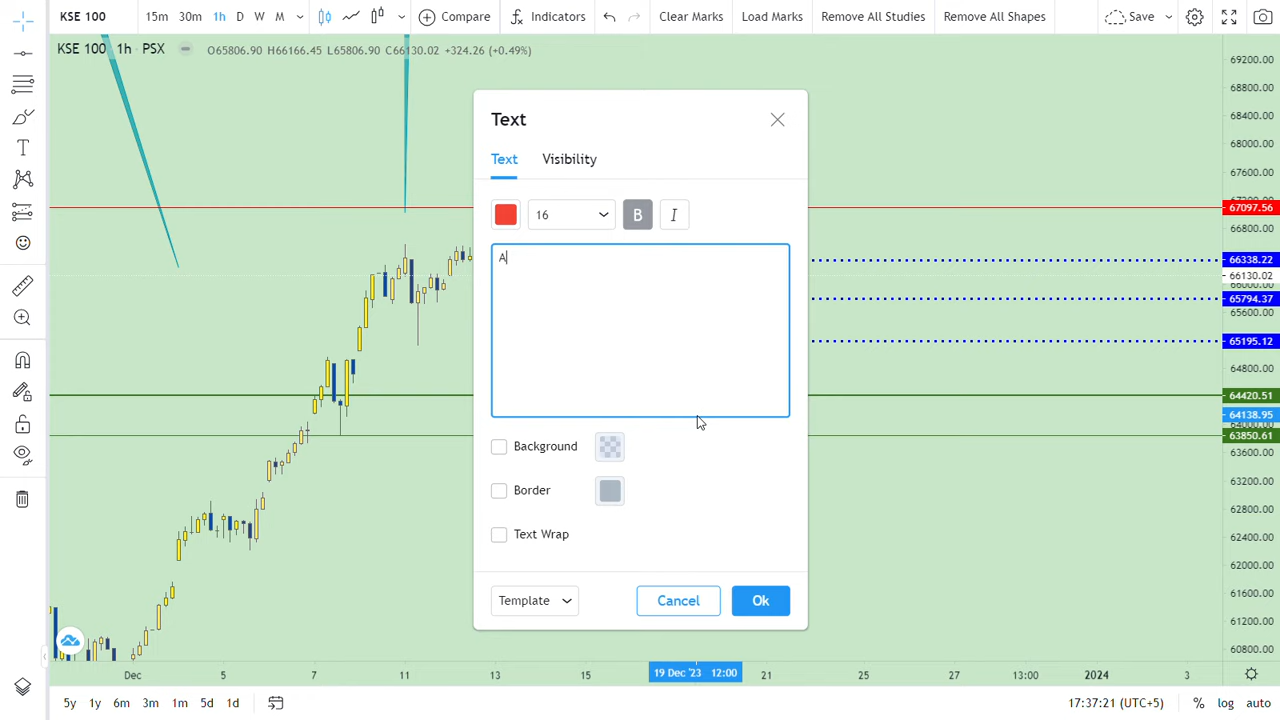 KSE 100 15m 30m 1h D W M Compare Indicators Clear Marks Load Marks Remove All Studies Remove All Shapes Save
KSE 100 1h PSX O65806.90 H66166.45 L65806.90 C66130.02 +324.26 (+0.49%)
69200.00
68800.00
68400.00
68000.00
67600.00
67097.56
66800.00
66338.22
66130.02
66000.00
65794.37
65600.00
65195.12
64800.00
64420.51
64138.95
64000.00
63850.61
63600.00
63200.00
62800.00
62400.00
62000.00
61600.00
61200.00
60800.00
Text
Text Visibility
16 B I
A
Background
Border
Text Wrap
Template Cancel Ok
Dec 5 7 11 13 15 19 Dec '23 12:00 21 25 27 13:00 2024 3
5y 1y 6m 3m 1m 5d 1d 17:37:21 (UTC+5) % log auto